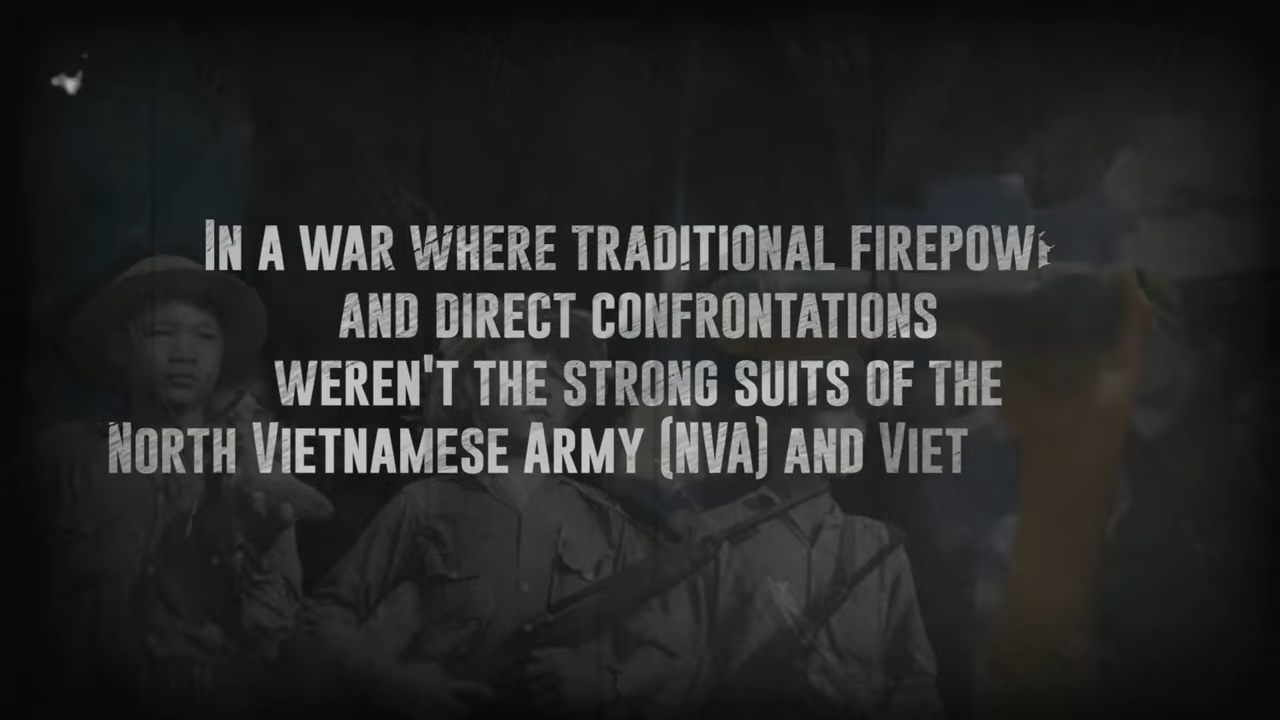 In a war where traditional firepow
and direct confrontations
weren't the strong suits of the
North Vietnamese Army (NVA) and Viet